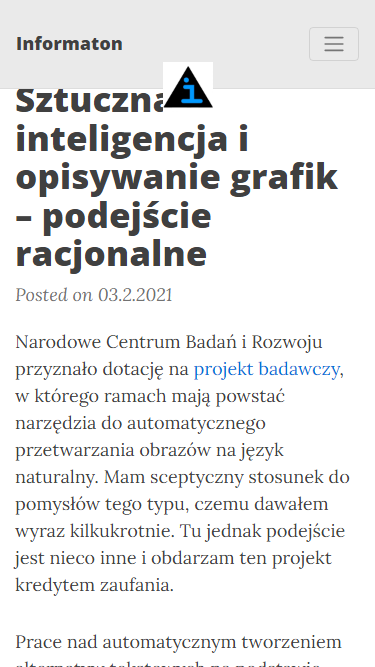 Informaton
i
Sztuczna
inteligencja i
opisywanie grafik
– podejście
racjonalne
Posted on 03.2.2021
Narodowe Centrum Badań i Rozwoju
przyznało dotację na projekt badawczy,
w którego ramach mają powstać
narzędzia do automatycznego
przetwarzania obrazów na język
naturalny. Mam sceptyczny stosunek do
pomysłów tego typu, czemu dawałem
wyraz kilkukrotnie. Tu jednak podejście
jest nieco inne i obdarzam ten projekt
kredytem zaufania.
Prace nad automatycznym tworzeniem